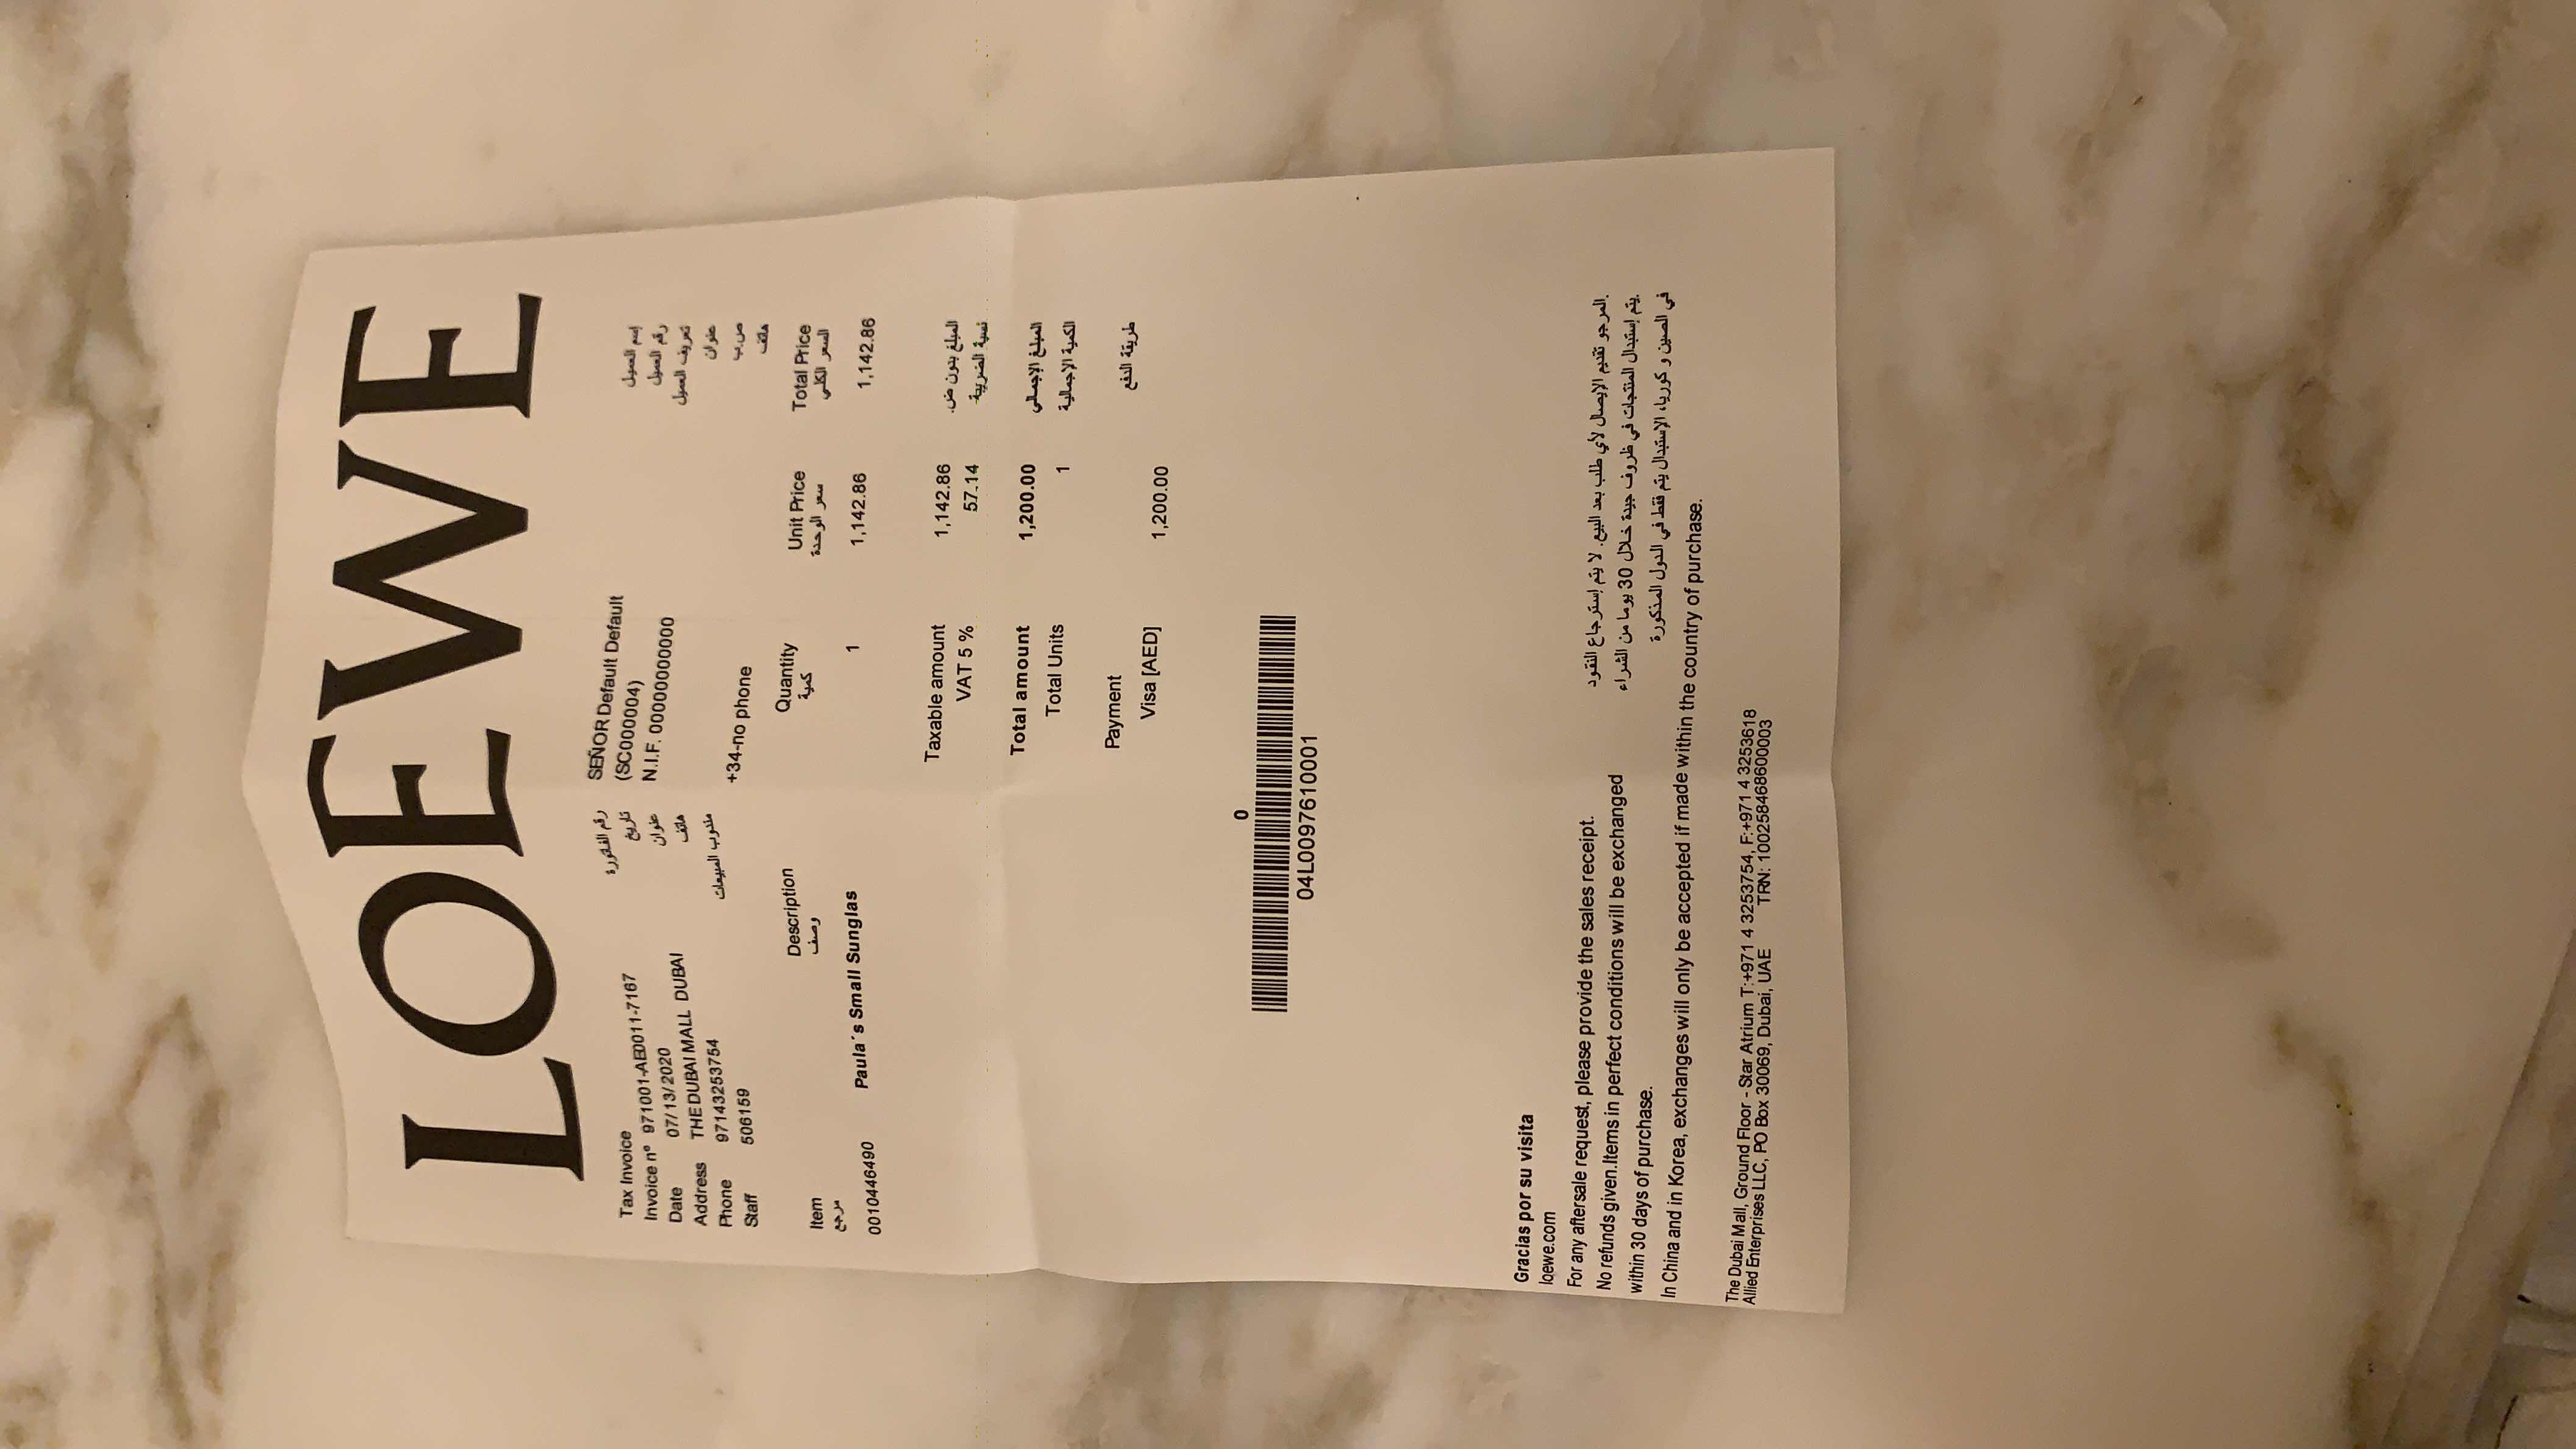 LOEWE
Tax Invoice
Invoice nº 971001-AE0011-7167 رقم الفاتورة
Date 07/13/2020 تاريخ
Address THE DUBAI MALL DUBAI عنوان
Phone 97143253754 هاتف
Staff 506159 مندوب المبيعات
SEÑOR Default Default إسم العميل
(SC000004) رقم العميل
N.I.F. 00000000000 تعريف العميل
عنوان
ص.ب
+34-no phone هاتف
Item Description Quantity Unit Price Total Price
مرجع وصف كمية سعر الوحدة السعر الكلي
0010446490 Paula´s Small Sunglas 1 1,142.86 1,142.86
Taxable amount 1,142.86 المبلغ بدون ض.
VAT 5 % 57.14 نسبة الضريبة
Total amount 1,200.00 المبلغ الإجمالي
Total Units 1 الكمية الإجمالية
Payment طريقة الدفع
Visa [AED] 1,200.00
0
04L0097610001
Gracias por su visita
loewe.com
For any aftersale request, please provide the sales receipt.
No refunds given.Items in perfect conditions will be exchanged
within 30 days of purchase.
In China and in Korea, exchanges will only be accepted if made within the country of purchase.
المرجو تقديم الإيصال لأي طلب بعد البيع. لا يتم إسترجاع النقود.
يتم إستبدال المنتجات في ظروف جيدة خلال 30 يوما من الشراء.
في الصين و كوريا، الإستبدال يتم فقط في الدول المذكورة
The Dubai Mall, Ground Floor - Star Atrium T:+971 4 3253754, F:+971 4 3253618
Allied Enterprises LLC, PO Box 30069, Dubai, UAE TRN: 100258468600003